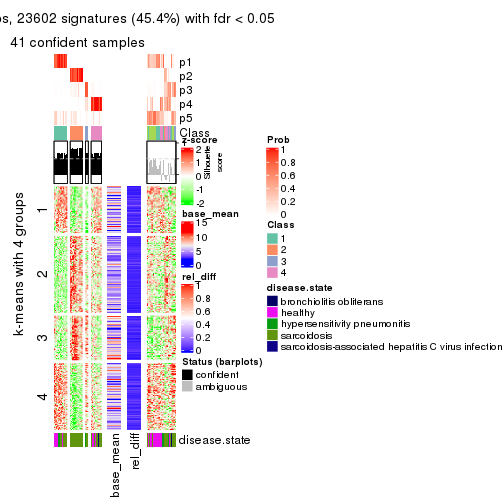 s, 23602 signatures (45.4%) with fdr < 0.05
41 confident samples
p1
p2
p3
p4
p5
Class
z-score
2
1
0
-1
-2
Silhouette
score
base_mean
15
10
5
0
rel_diff
1
0.8
0.6
0.4
0.2
0
Status (barplots)
confident
ambiguous
Prob
1
0.8
0.6
0.4
0.2
0
Class
1
2
3
4
disease.state
bronchiolitis obliterans
healthy
hypersensitivity pneumonitis
sarcoidosis
sarcoidosis-associated hepatitis C virus infection
k-means with 4 groups
1
2
3
4
disease.state
base_mean
rel_diff